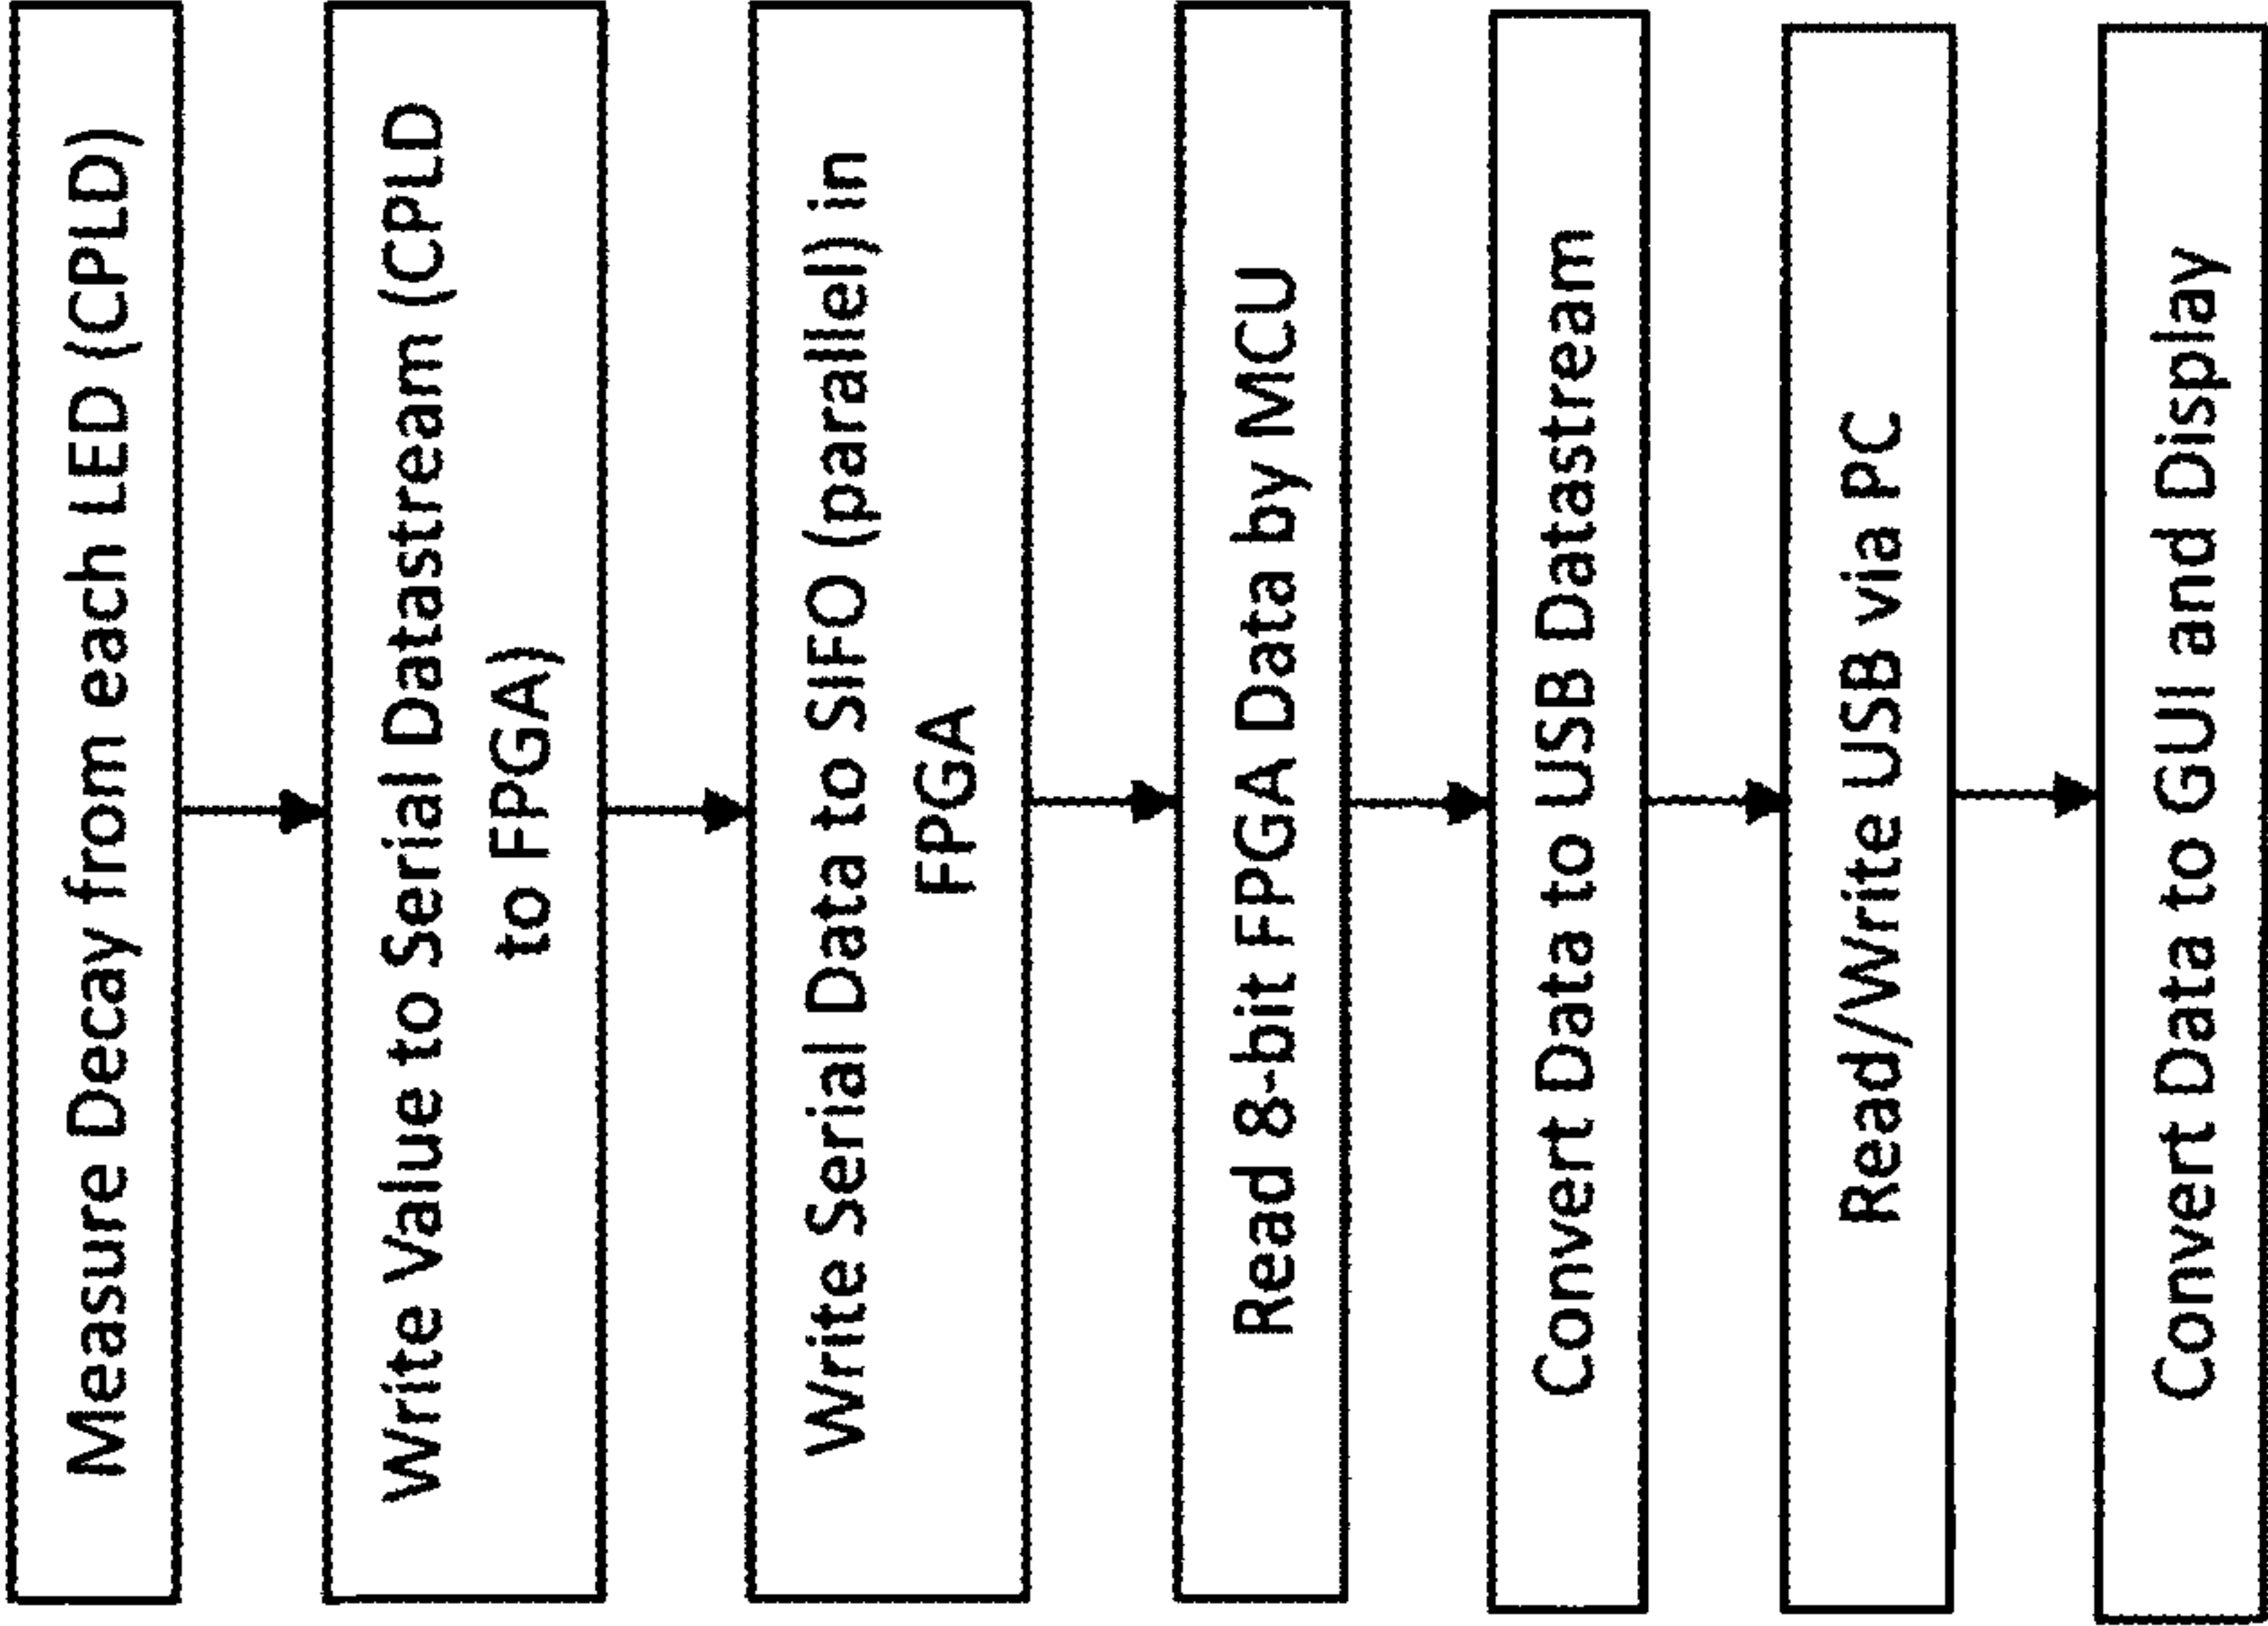 Measure Decay from each LED (CPLD)
Write Value to Serial Datastream (CPLD
to FPGA)
Write Serial Data to SIFO (parallel) in
FPGA
Read 8-bit FPGA Data by MCU
Convert Data to USB Datastream
Read/Write USB via PC
Convert Data to GUI and Display